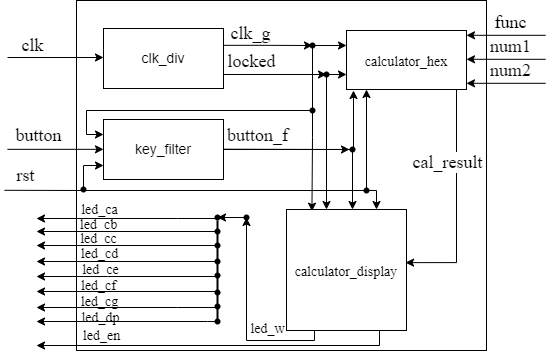 func
clk_g
clk
clk_div
locked
calculator_hex
num1
num2
button
key_filter
button_f
cal_result
rst
led_ca
led_cb
led_cc
led_cd
led_ce
led_cf
led_cg
led_dp
calculator_display
led_w
led_en